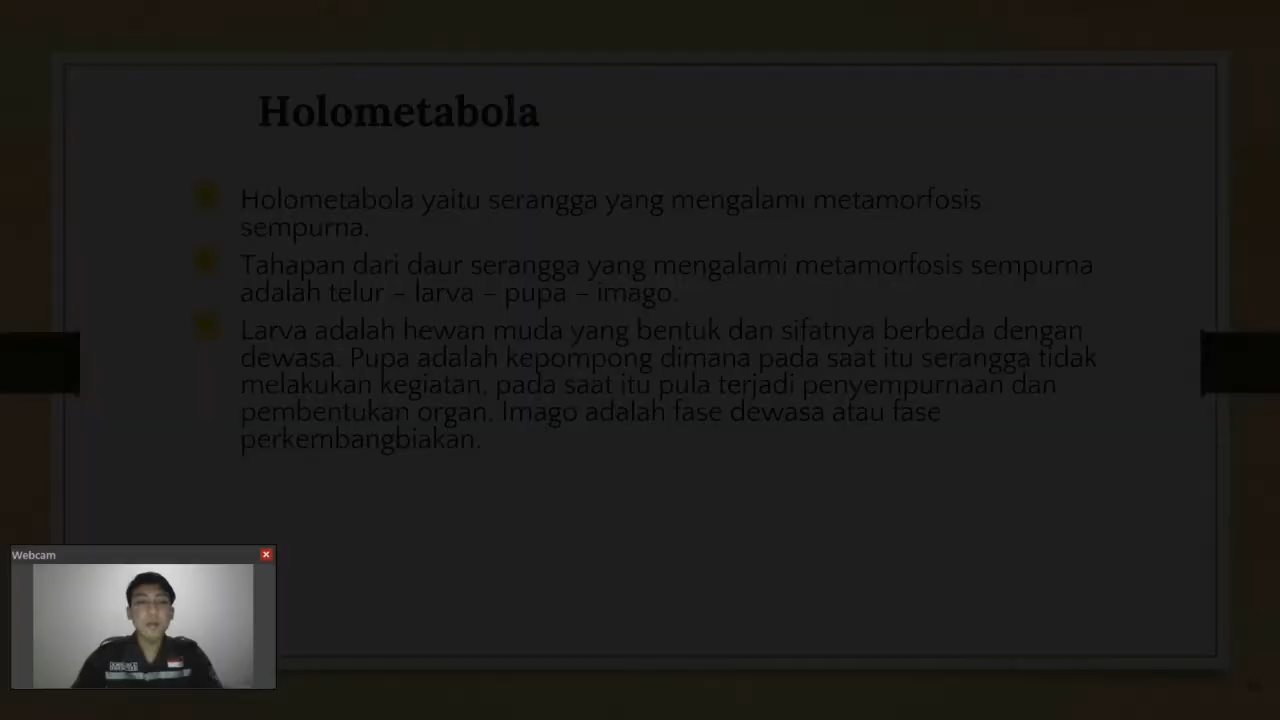 Holometabola
Holometabola yaitu serangga yang mengalami metamorfosis
sempurna.
Tahapan dari daur serangga yang mengalami metamorfosis sempurna
adalah telur – larva – pupa – imago.
Larva adalah hewan muda yang bentuk dan sifatnya berbeda dengan
dewasa. Pupa adalah kepompong dimana pada saat itu serangga tidak
melakukan kegiatan, pada saat itu pula terjadi penyempurnaan dan
pembentukan organ. Imago adalah fase dewasa atau fase
perkembangbiakan.
Webcam